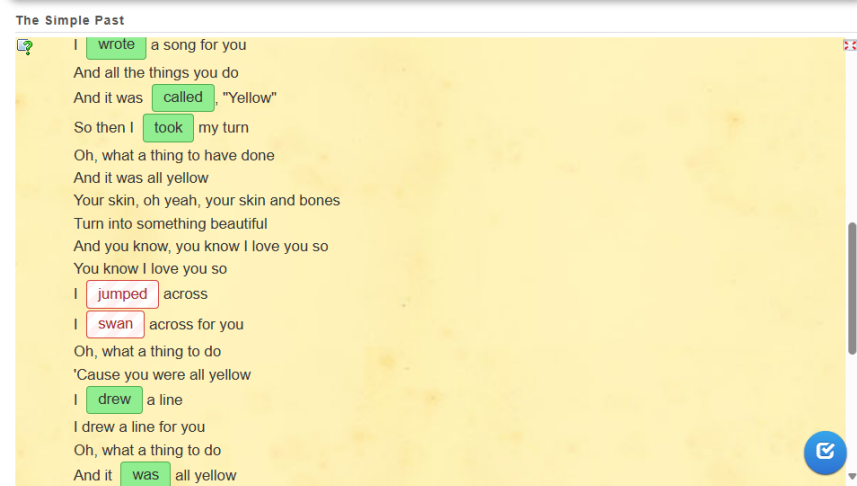 The Simple Past
I wrote a song for you
And all the things you do
And it was called, "Yellow"
So then I took my turn
Oh, what a thing to have done
And it was all yellow
Your skin, oh yeah, your skin and bones
Turn into something beautiful
And you know, you know I love you so
You know I love you so
I jumped across
I swan across for you
Oh, what a thing to do
'Cause you were all yellow
I drew a line
I drew a line for you
Oh, what a thing to do
And it was all yellow